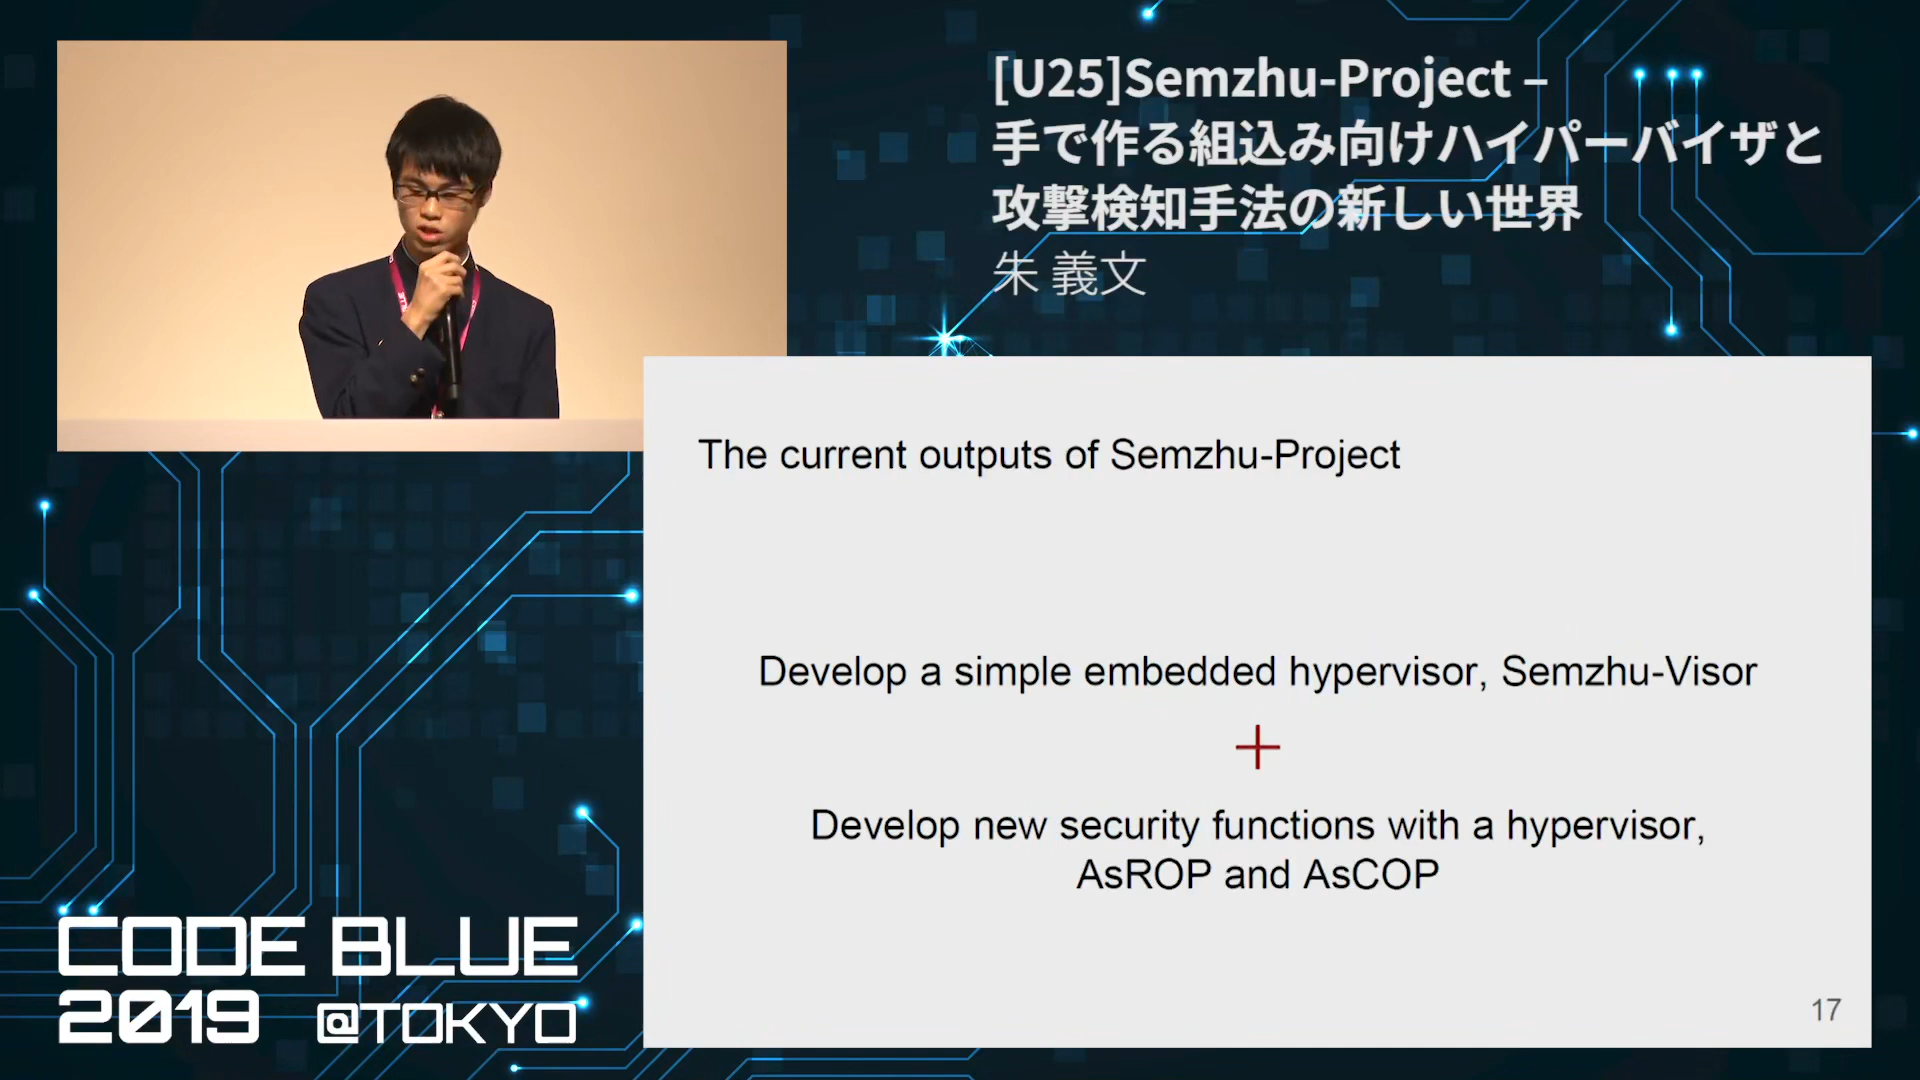 [U25]Semzhu-Project –
手で作る組込み向けハイパーバイザと
攻撃検知手法の新しい世界
朱 義文
The current outputs of Semzhu-Project
Develop a simple embedded hypervisor, Semzhu-Visor
+
Develop new security functions with a hypervisor,
AsROP and AsCOP
17
CODE BLUE
2019 @TOKYO